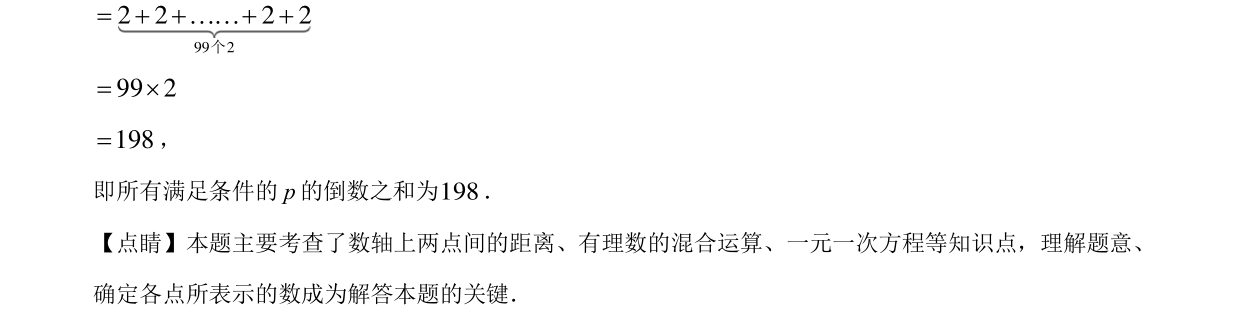 =2+2+……+2+2
99个2
=99×2
=198，
即所有满足条件的 p 的倒数之和为198．
【点睛】本题主要考查了数轴上两点间的距离、有理数的混合运算、一元一次方程等知识点，理解题意、
确定各点所表示的数成为解答本题的关键．